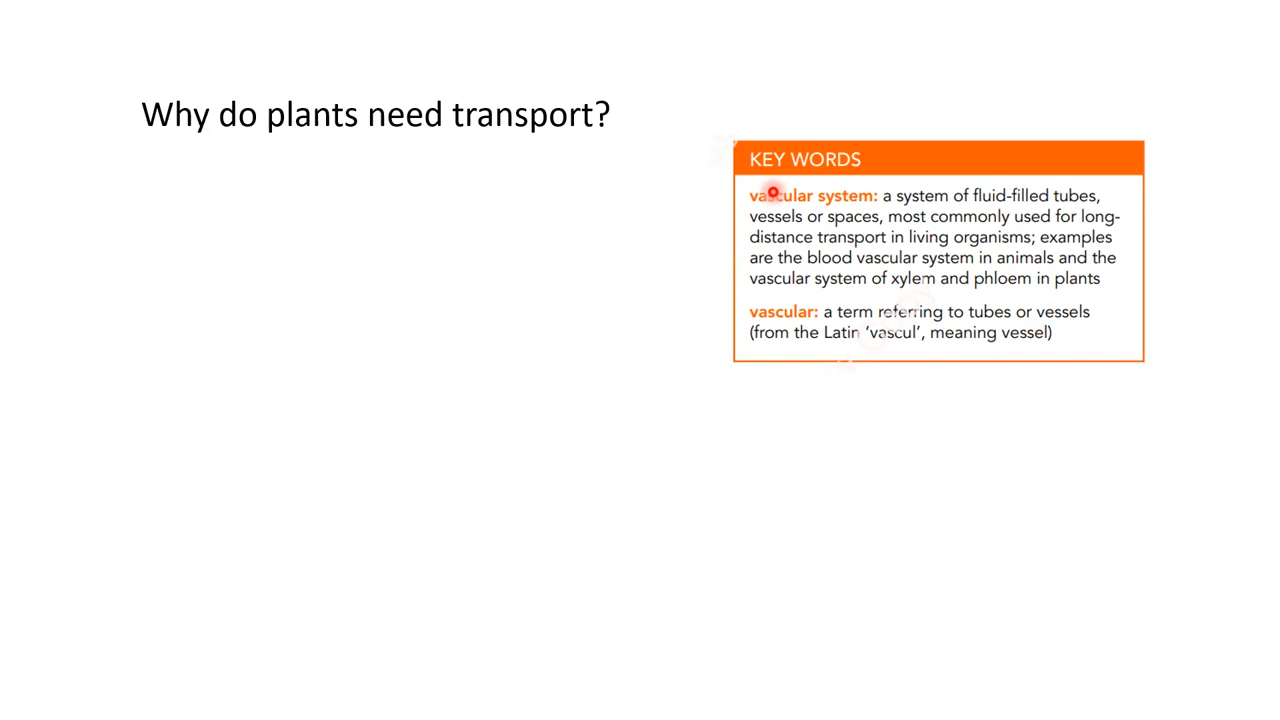 Why do plants need transport?
KEY WORDS
vascular system: a system of fluid-filled tubes,
vessels or spaces, most commonly used for long-
distance transport in living organisms; examples
are the blood vascular system in animals and the
vascular system of xylem and phloem in plants
vascular: a term referring to tubes or vessels
(from the Latin ‘vascul’, meaning vessel)